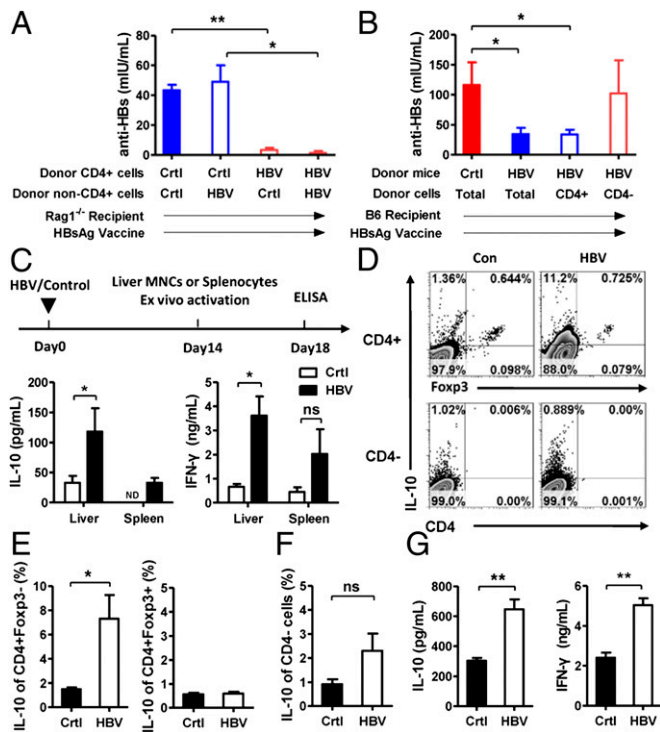 A
anti-HBs (mIU/mL)
80
60
40
20
0
**
*
Donor CD4+ cells Crtl Crtl HBV HBV
Donor non-CD4+ cells Crtl HBV Crtl HBV
Rag1-/- Recipient
HBsAg Vaccine
B
anti-HBs (mIU/mL)
200
150
100
50
0
*
*
Donor mice Crtl HBV HBV HBV
Donor cells Total Total CD4+ CD4-
B6 Recipient
HBsAg Vaccine
C
HBV/Control
Liver MNCs or Splenocytes
Ex vivo activation
ELISA
Day0 Day14 Day18
IL-10 (pg/mL)
200
150
100
50
0
*
ND
Liver Spleen
IFN-γ (ng/mL)
5
4
3
2
1
0
*
ns
Crtl
HBV
Liver Spleen
D
Con HBV
CD4+
1.36% 0.644% 11.2% 0.725%
97.9% 0.098% 88.0% 0.079%
Foxp3
CD4-
1.02% 0.006% 0.889% 0.00%
99.0% 0.00% 99.1% 0.001%
IL-10
CD4
E
IL-10 of CD4+Foxp3- (%)
10
8
6
4
2
0
*
Crtl HBV
IL-10 of CD4+Foxp3+ (%)
5
4
3
2
1
0
Crtl HBV
F
IL-10 of CD4- cells (%)
5
4
3
2
1
0
ns
Crtl HBV
G
IL-10 (pg/mL)
800
600
400
200
0
**
Crtl HBV
IFN-γ (ng/mL)
6
4
2
0
**
Crtl HBV